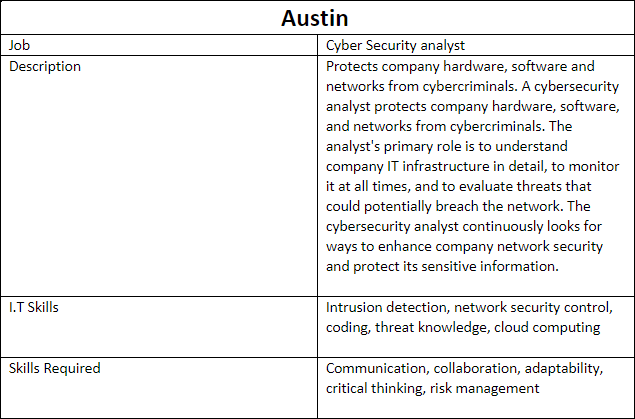 Austin
Job
Cyber Security analyst
Description
Protects company hardware, software and
networks from cybercriminals. A cybersecurity
analyst protects company hardware, software,
and networks from cybercriminals. The
analyst's primary role is to understand
company IT infrastructure in detail, to monitor
it at all times, and to evaluate threats that
could potentially breach the network. The
cybersecurity analyst continuously looks for
ways to enhance company network security
and protect its sensitive information.
I.T Skills
Intrusion detection, network security control,
coding, threat knowledge, cloud computing
Skills Required
Communication, collaboration, adaptability,
critical thinking, risk management